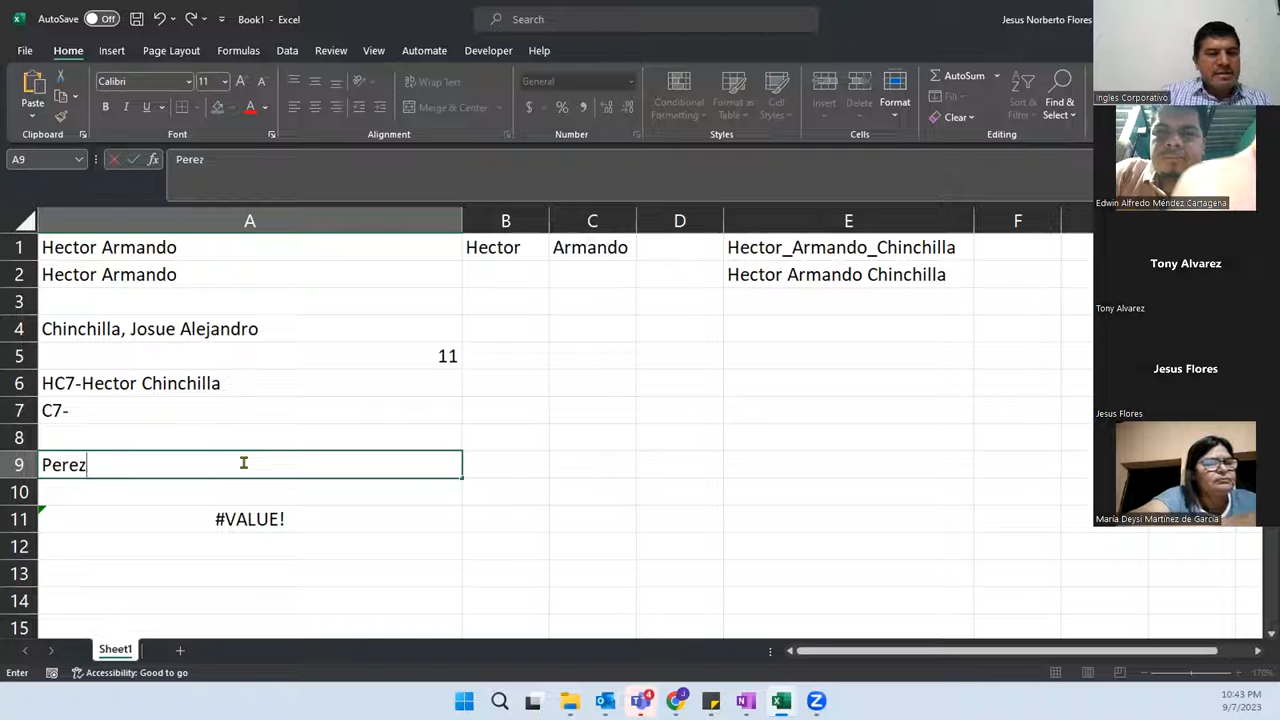 AutoSave Off Book1 - Excel Search Jesus Norberto Flores
File Home Insert Page Layout Formulas Data Review View Automate Developer Help
Paste Calibri 11 A A Wrap Text General Conditional Formatting Format as Table Cell Styles Insert Delete Format AutoSum Fill Clear Sort & Filter Find & Select
B I U A Merge & Center $ %
Clipboard Font Alignment Number Styles Cells Editing
A9 fx Perez
A B C D E F
1 Hector Armando Hector Armando Hector_Armando_Chinchilla
2 Hector Armando Hector Armando Chinchilla
3
4 Chinchilla, Josue Alejandro
5 11
6 HC7-Hector Chinchilla
7 C7-
8
9 Perez
10
11 #VALUE!
12
13
14
15
Sheet1
Enter Accessibility: Good to go 170%
4
10:43 PM
9/7/2023
Ingles Corporativo
Edwin Alfredo Méndez Cartagena
Tony Alvarez
Tony Alvarez
Jesus Flores
Jesus Flores
María Deysi Martínez de García